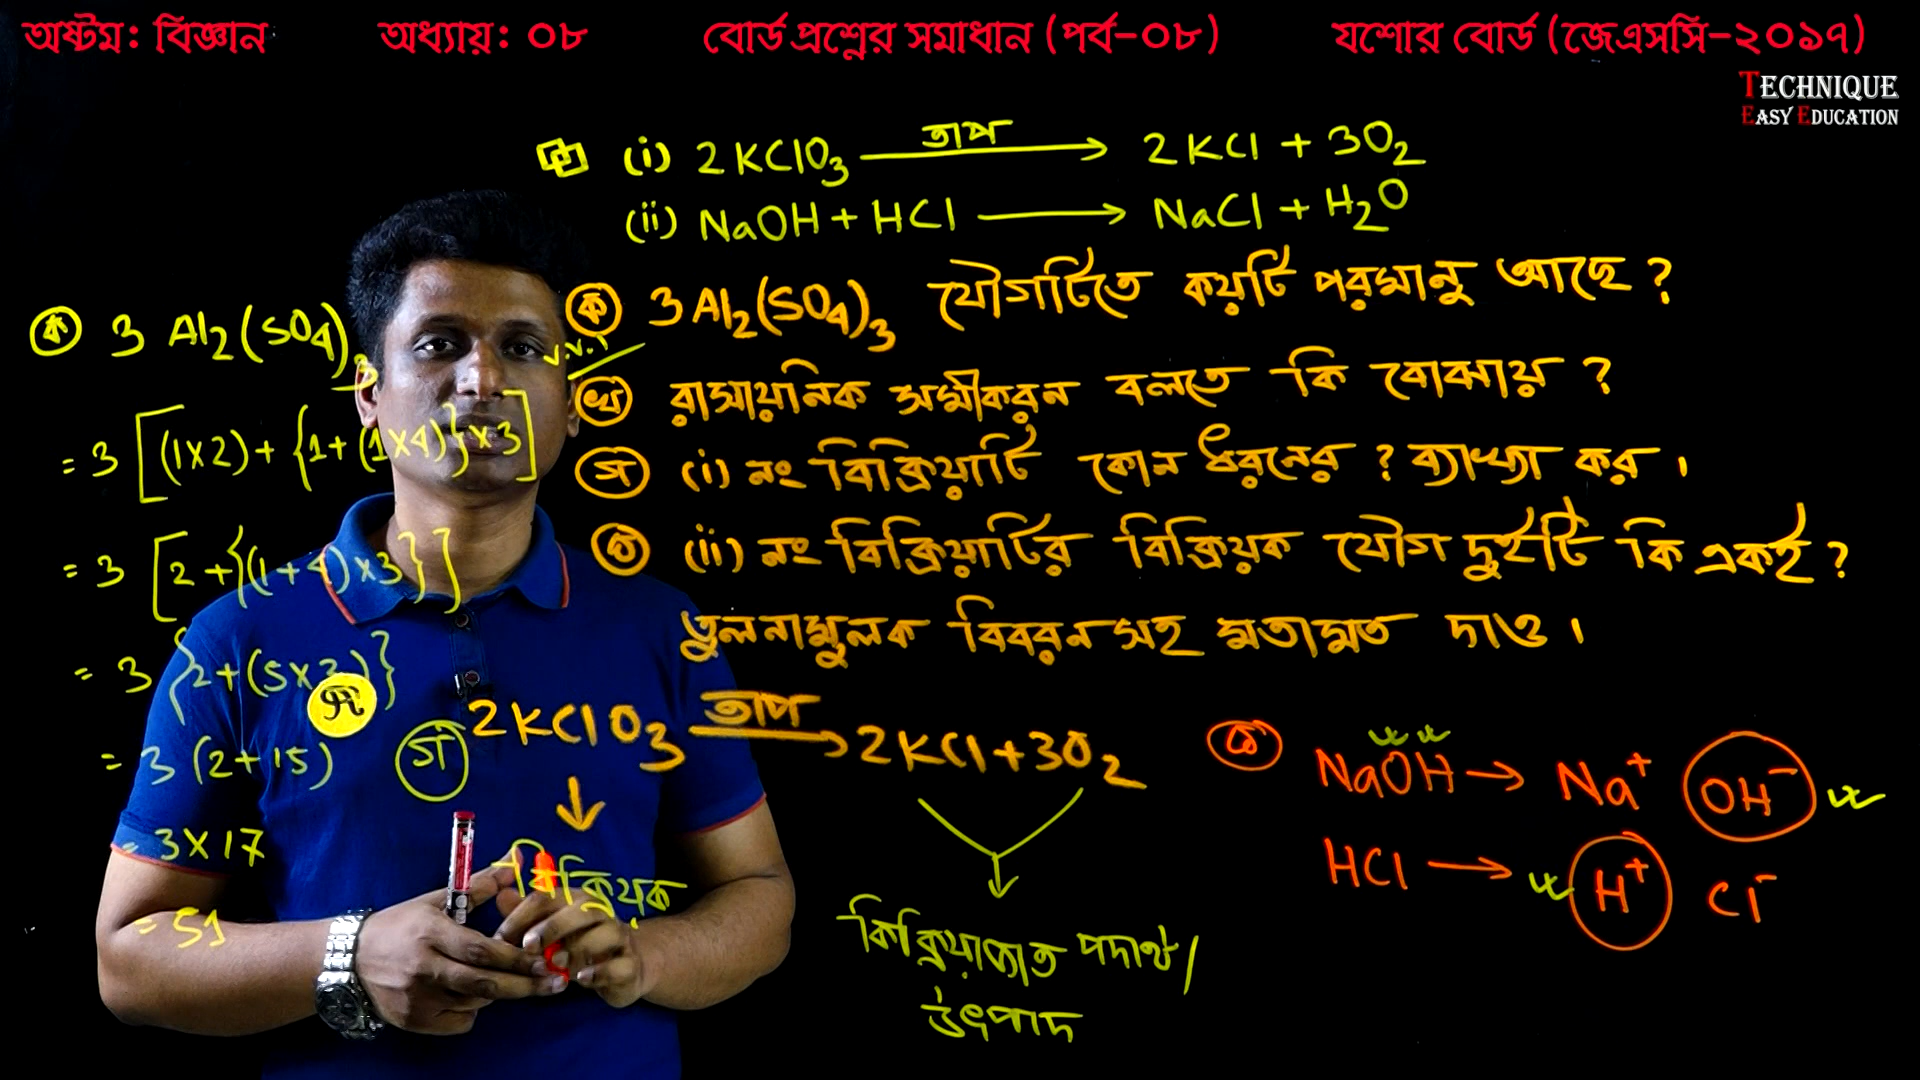 অষ্টম: বিজ্ঞান অধ্যায়: ০৮ বোর্ড প্রশ্নের সমাধান (পর্ব-০৮) যশোর বোর্ড (জেএসসি-২০১৭)
TECHNIQUE
EASY EDUCATION
(i) 2KClO3 তাপ → 2KCl + 3O2
(ii) NaOH + HCl → NaCl + H2O
ক 3Al2(SO4)3 যৌগটিতে কয়টি পরমানু আছে ?
v.v.i
খ রাসায়নিক সমীকরন বলতে কি বোঝায় ?
গ (i) নং বিক্রিয়াটি কোন ধরনের ? ব্যাখ্যা কর ।
ঘ (ii) নং বিক্রিয়াটির বিক্রিয়ক যৌগ দুইটি কি একই ?
তুলনামুলক বিবরনসহ মতামত দাও ।
ক 3 Al2(SO4)3
= 3 [(1×2) + {1+(1×4)}×3]
= 3 [2 + {(1+4)×3}]
= 3 {2+(5×3)}
= 3 (2+15)
= 3×17
= 51
গ 2KClO3 তাপ → 2KCl+3O2
বিক্রিয়ক
বিক্রিয়াজাত পদার্থ/
উৎপাদ
ঘ NaOH → Na+ OH-
HCl → H+ Cl-